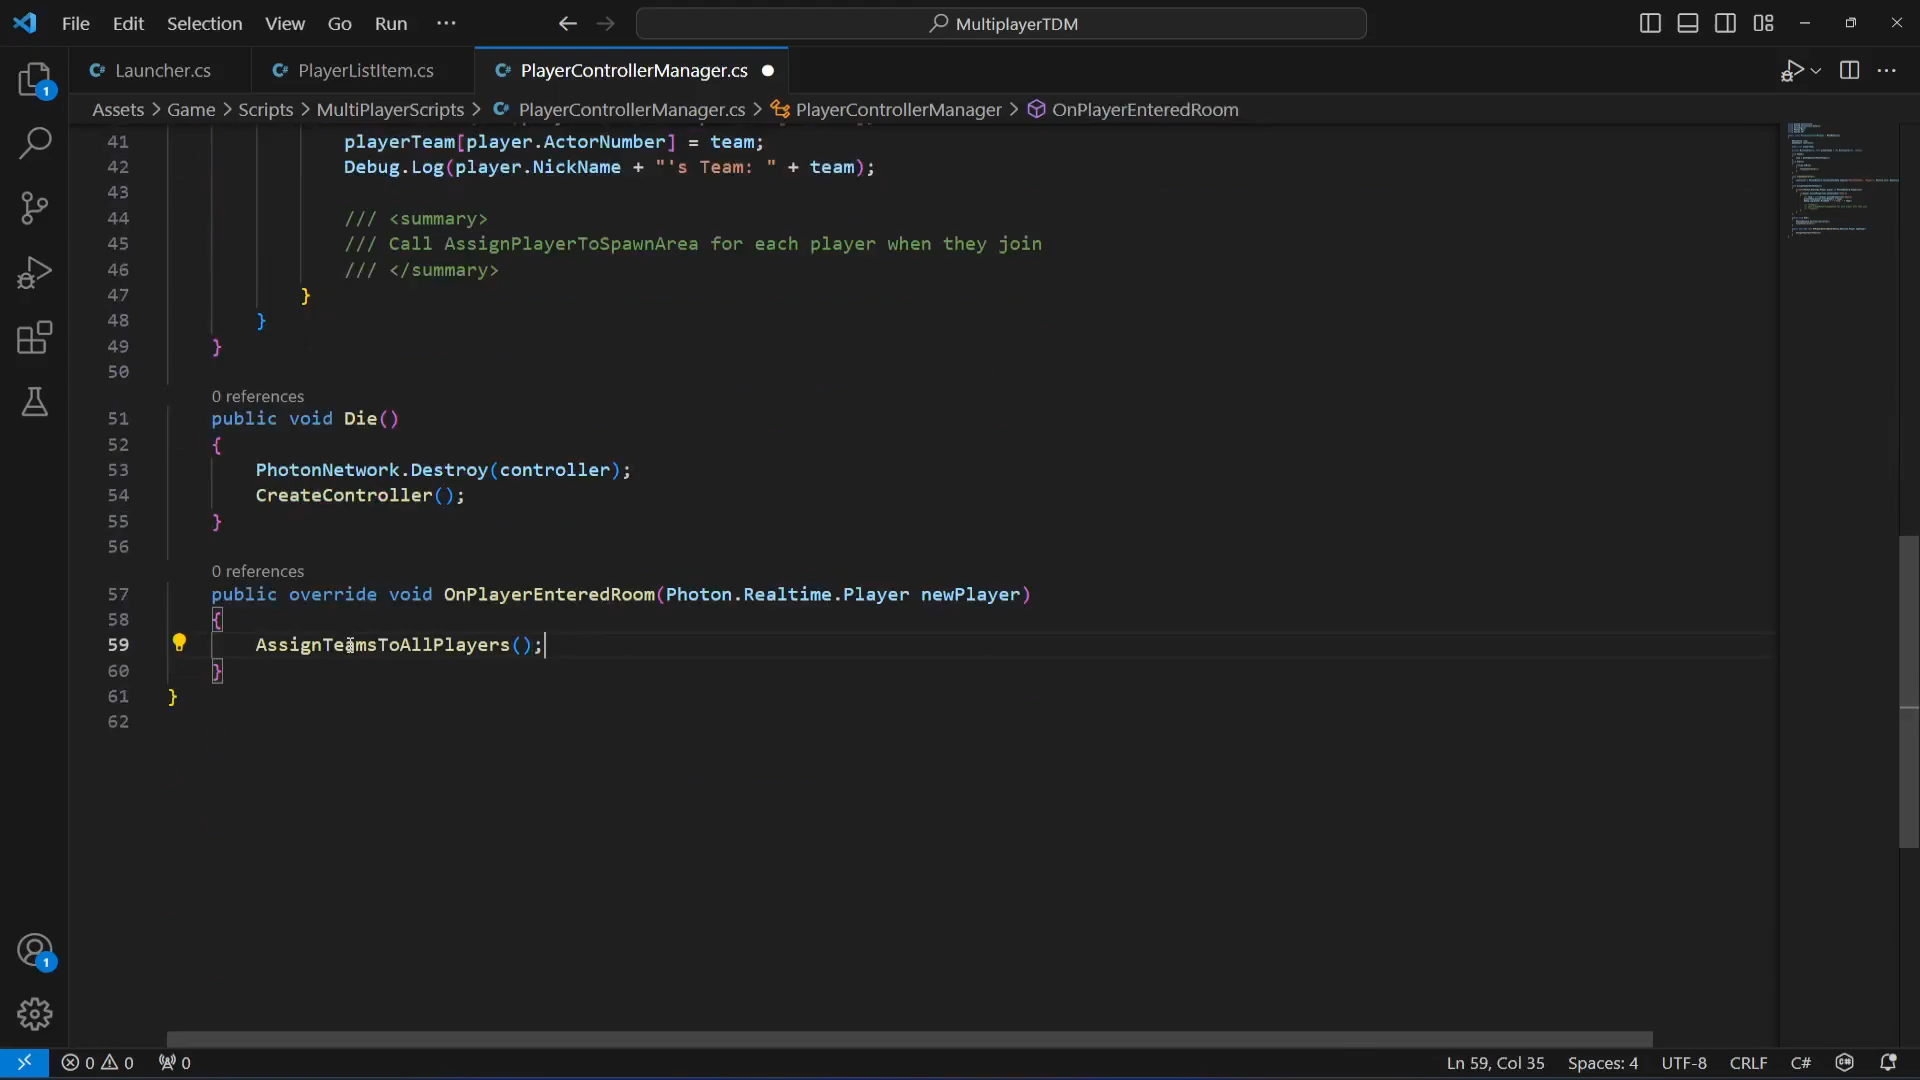 File Edit Selection View Go Run ··· MultiplayerTDM
Launcher.cs PlayerListItem.cs PlayerControllerManager.cs
Assets > Game > Scripts > MultiPlayerScripts > PlayerControllerManager.cs > PlayerControllerManager > OnPlayerEnteredRoom
41 playerTeam[player.ActorNumber] = team;
42 Debug.Log(player.NickName + "'s Team: " + team);
43
44 /// <summary>
45 /// Call AssignPlayerToSpawnArea for each player when they join
46 /// </summary>
47 }
48 }
49 }
50
0 references
51 public void Die()
52 {
53 PhotonNetwork.Destroy(controller);
54 CreateController();
55 }
56
0 references
57 public override void OnPlayerEnteredRoom(Photon.Realtime.Player newPlayer)
58 {
59 AssignTeamsToAllPlayers();
60 }
61 }
62
1
1
0 0 0 Ln 59, Col 35 Spaces: 4 UTF-8 CRLF C#